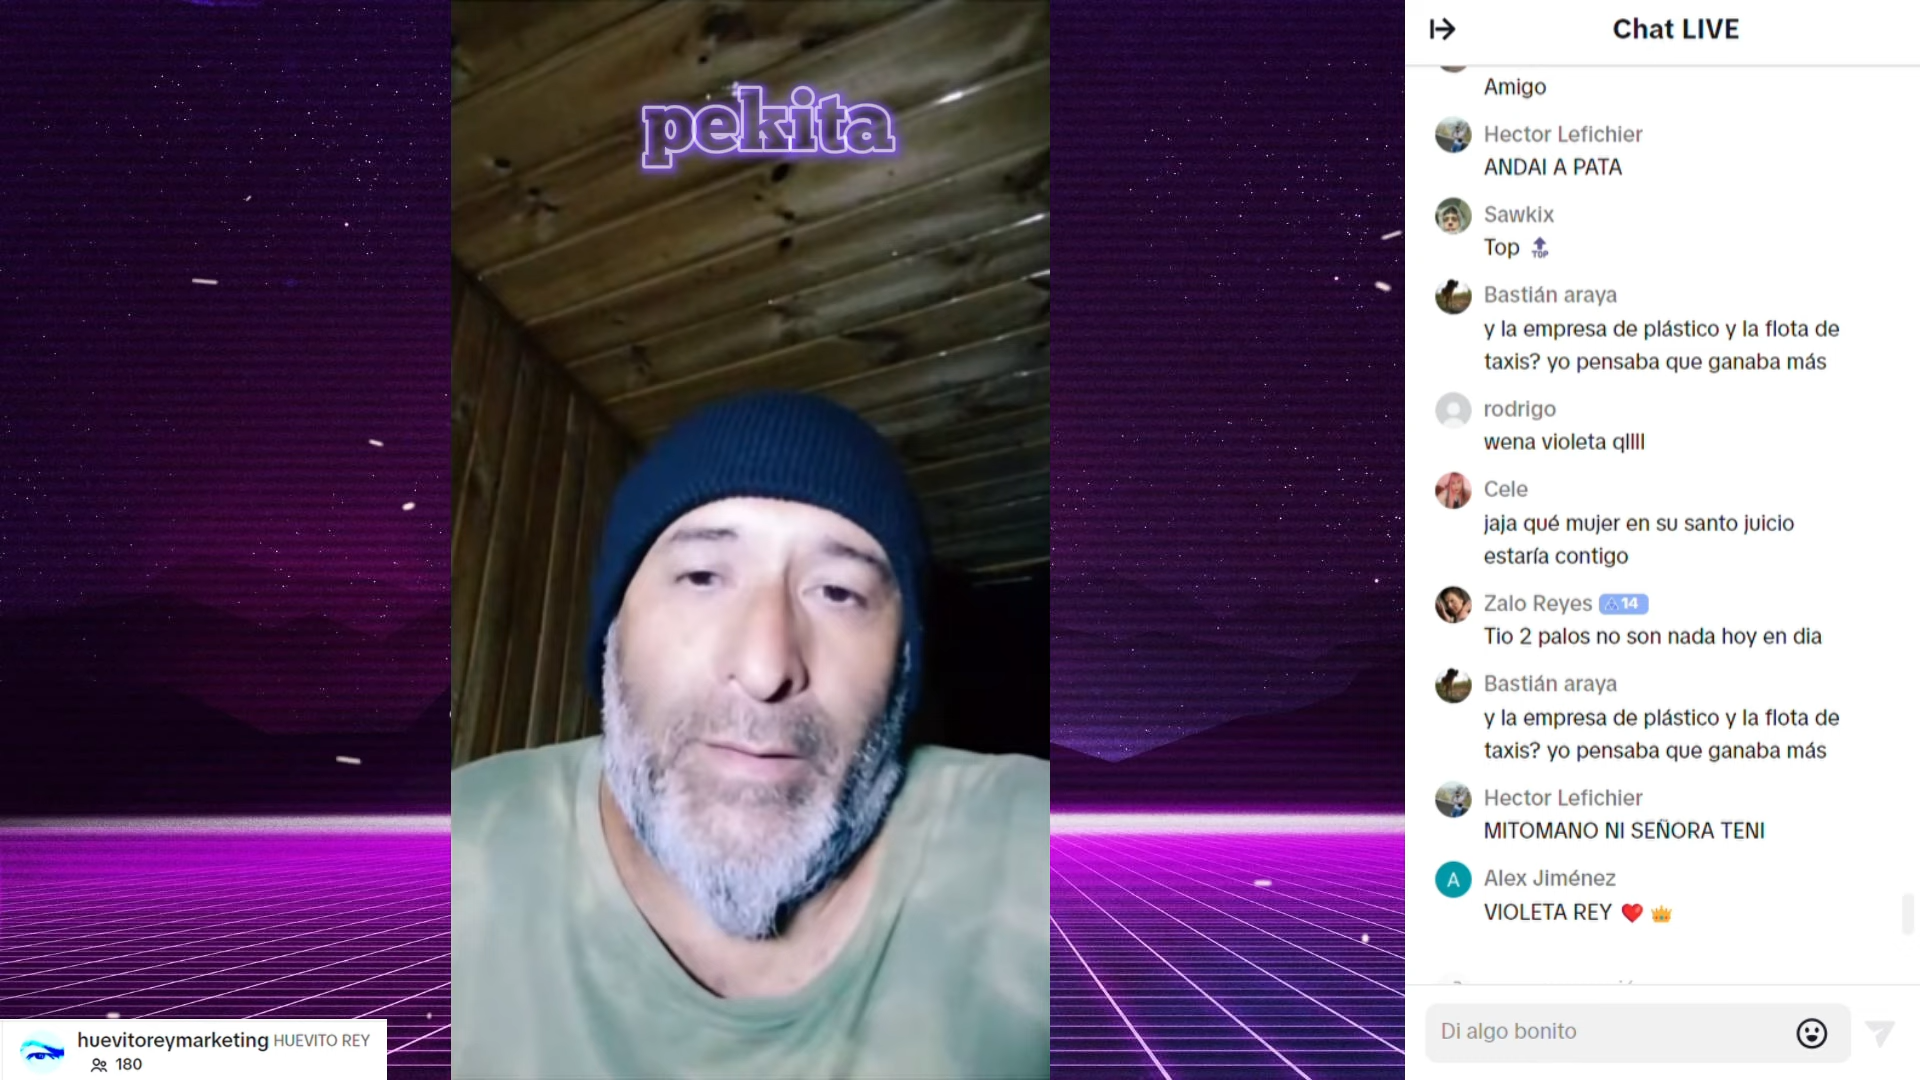 pekita
Chat LIVE
Amigo
Hector Lefichier
ANDAI A PATA
Sawkix
Top 🔝
Bastián araya
y la empresa de plástico y la flota de
taxis? yo pensaba que ganaba más
rodrigo
wena violeta qllll
Cele
jaja qué mujer en su santo juicio
estaría contigo
Zalo Reyes 14
Tio 2 palos no son nada hoy en dia
Bastián araya
y la empresa de plástico y la flota de
taxis? yo pensaba que ganaba más
Hector Lefichier
MITOMANO NI SEÑORA TENI
A Alex Jiménez
VIOLETA REY ❤️ 👑
Di algo bonito
huevitoreymarketing HUEVITO REY
180